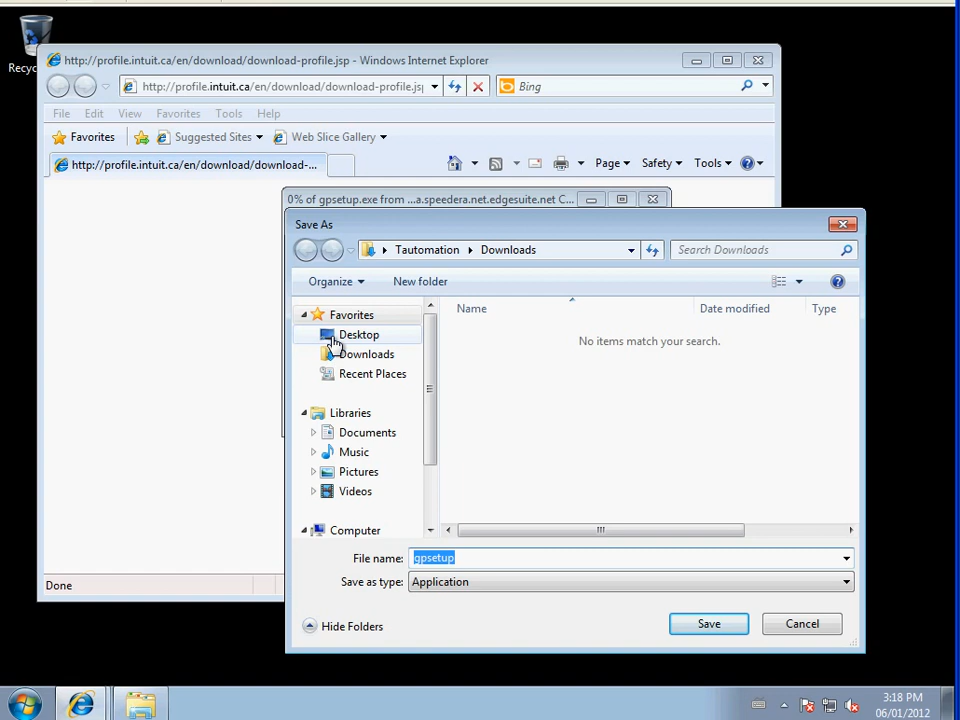 Recyc
http://profile.intuit.ca/en/download/download-profile.jsp - Windows Internet Explorer
http://profile.intuit.ca/en/download/download-profile.jsp
Bing
File Edit View Favorites Tools Help
Favorites Suggested Sites Web Slice Gallery
http://profile.intuit.ca/en/download/download-...
Page Safety Tools
0% of gpsetup.exe from ...a.speedera.net.edgesuite.net C...
Save As
Tautomation Downloads
Search Downloads
Organize New folder
Name Date modified Type
Favorites
Desktop
Downloads
Recent Places
No items match your search.
Libraries
Documents
Music
Pictures
Videos
Computer
File name: gpsetup
Save as type: Application
Hide Folders
Save Cancel
Done
3:18 PM
06/01/2012